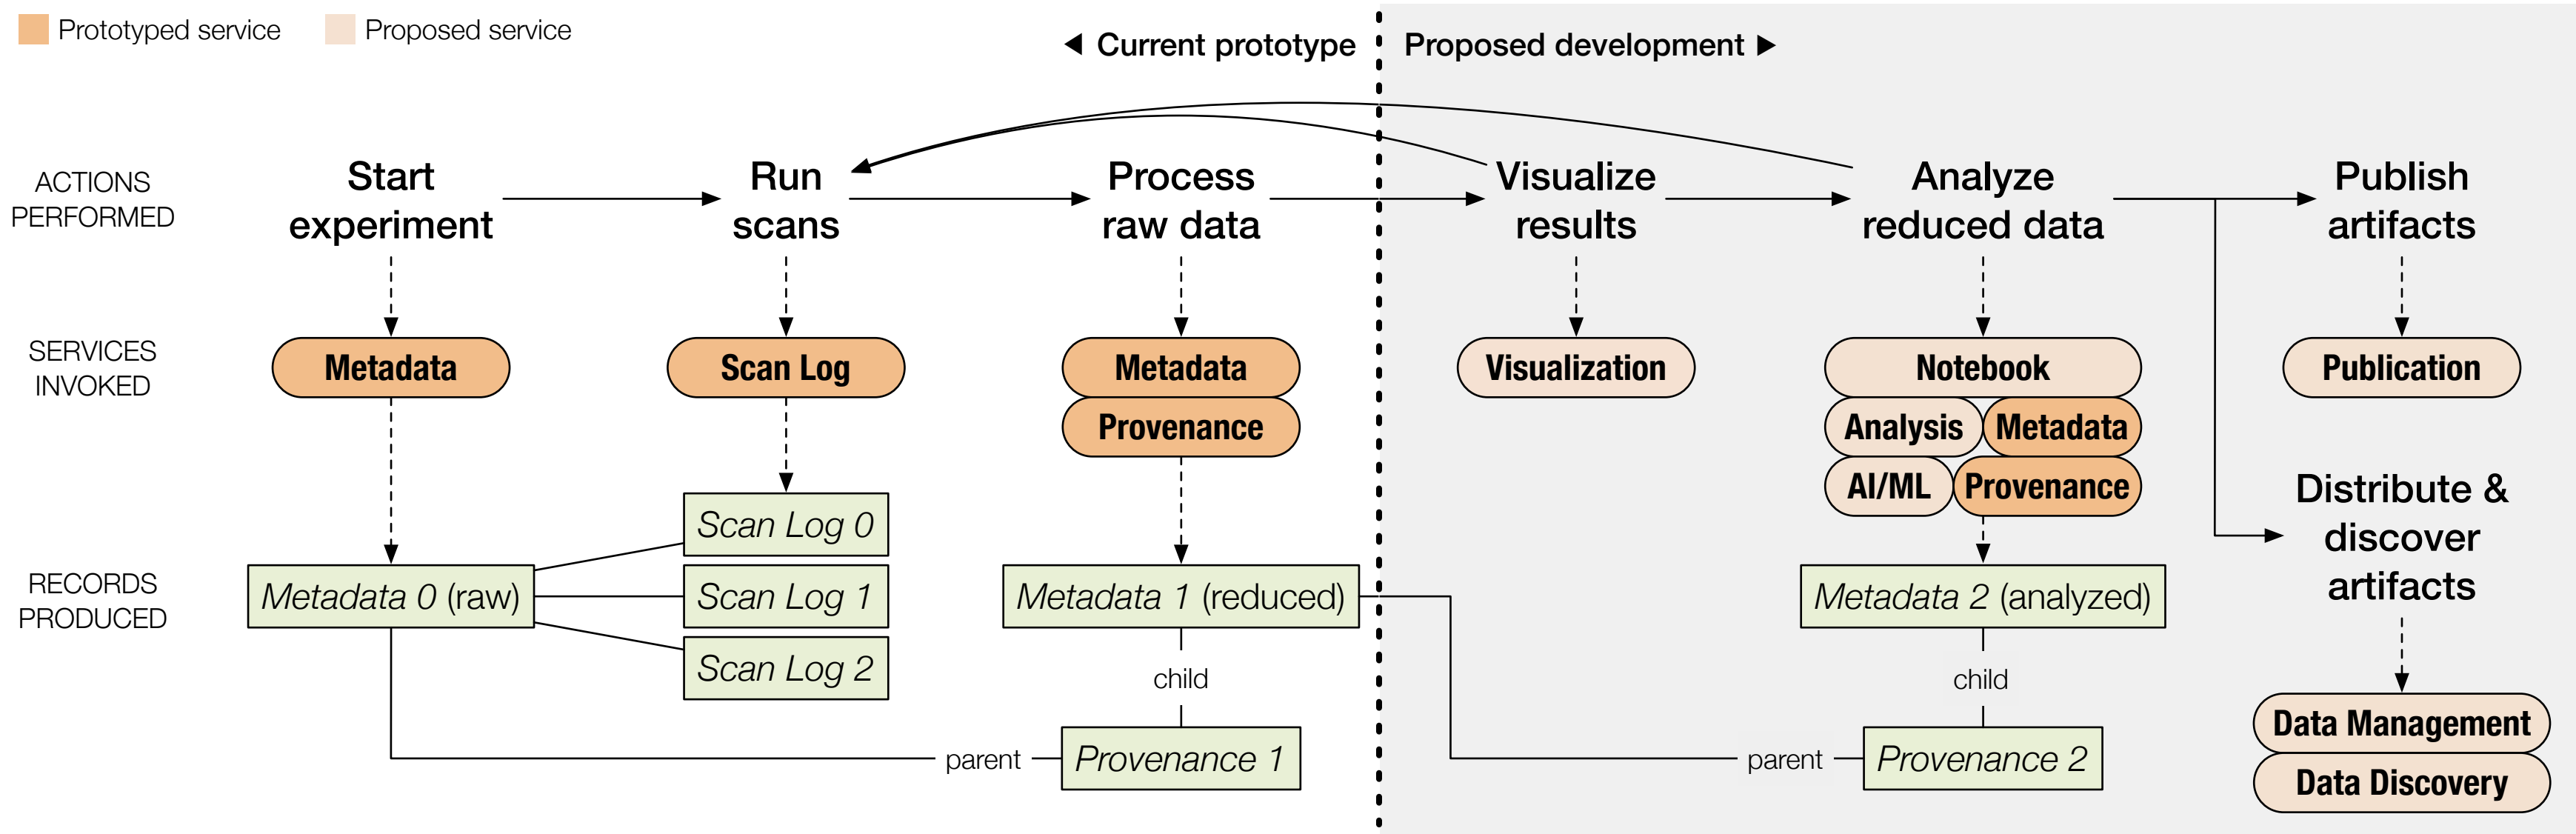 Prototyped service
Proposed service
◀ Current prototype
Proposed development ▶
ACTIONS
PERFORMED
Start
experiment
Run
scans
Process
raw data
Visualize
results
Analyze
reduced data
Publish
artifacts
SERVICES
INVOKED
Metadata
Scan Log
Metadata
Provenance
Visualization
Notebook
Analysis
Metadata
AI/ML
Provenance
Publication
Distribute &
discover
artifacts
RECORDS
PRODUCED
Metadata 0 (raw)
Scan Log 0
Scan Log 1
Scan Log 2
Metadata 1 (reduced)
child
parent
Provenance 1
Metadata 2 (analyzed)
child
parent
Provenance 2
Data Management
Data Discovery